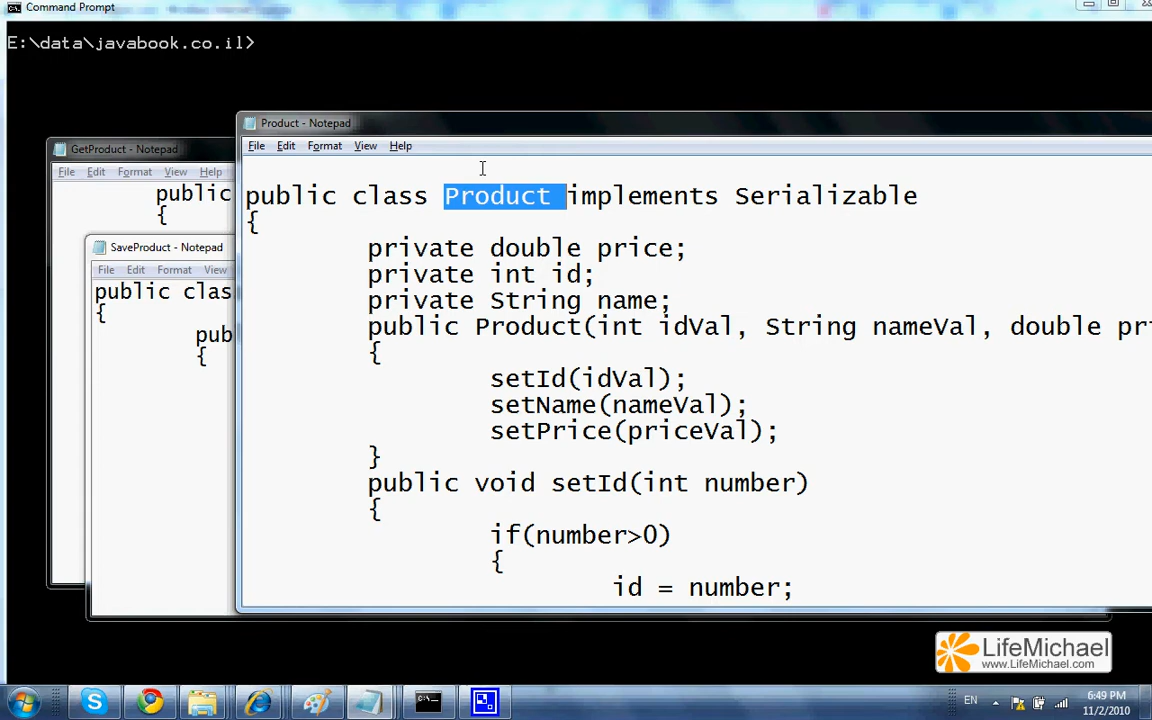 Command Prompt
E:\data\javabook.co.il>
Product - Notepad
File Edit Format View Help
public class Product implements Serializable
{
private double price;
private int id;
private String name;
public Product(int idVal, String nameVal, double pri
{
setId(idVal);
setName(nameVal);
setPrice(priceVal);
}
public void setId(int number)
{
if(number>0)
{
id = number;
GetProduct - Notepad
File Edit Format View Help
public
{
SaveProduct - Notepad
File Edit Format View
public clas
{
pub
{
LifeMichael
www.LifeMichael.com
C:\.
EN
6:49 PM
11/2/2010